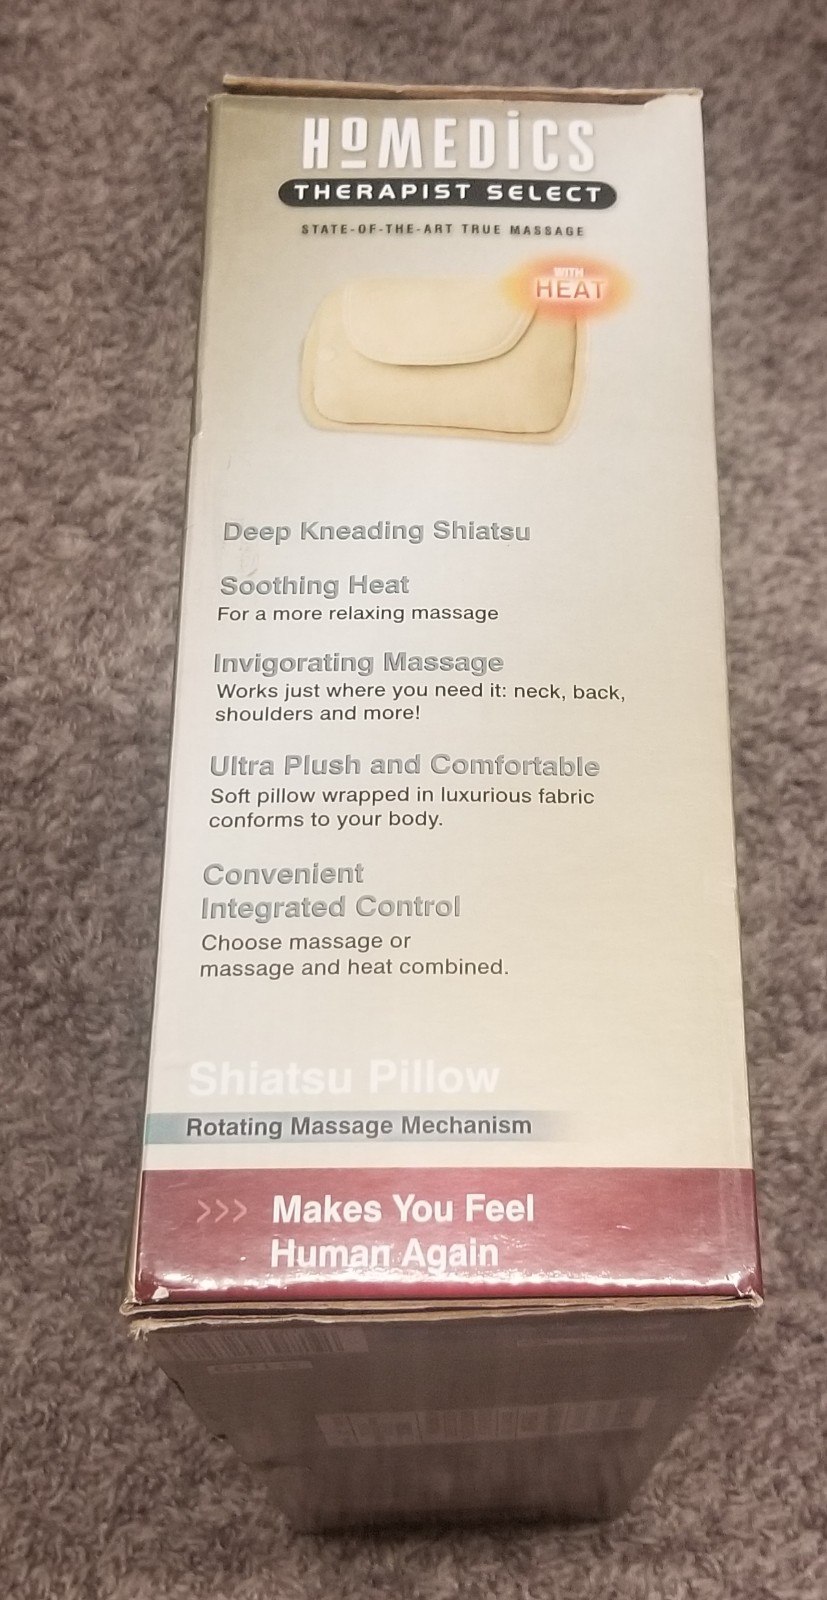 HoMEDiCS
THERAPIST SELECT
STATE-OF-THE-ART TRUE MASSAGE
WITH
HEAT
Deep Kneading Shiatsu
Soothing Heat
For a more relaxing massage
Invigorating Massage
Works just where you need it: neck, back,
shoulders and more!
Ultra Plush and Comfortable
Soft pillow wrapped in luxurious fabric
conforms to your body.
Convenient
Integrated Control
Choose massage or
massage and heat combined.
Shiatsu Pillow
Rotating Massage Mechanism
>>> Makes You Feel
Human Again